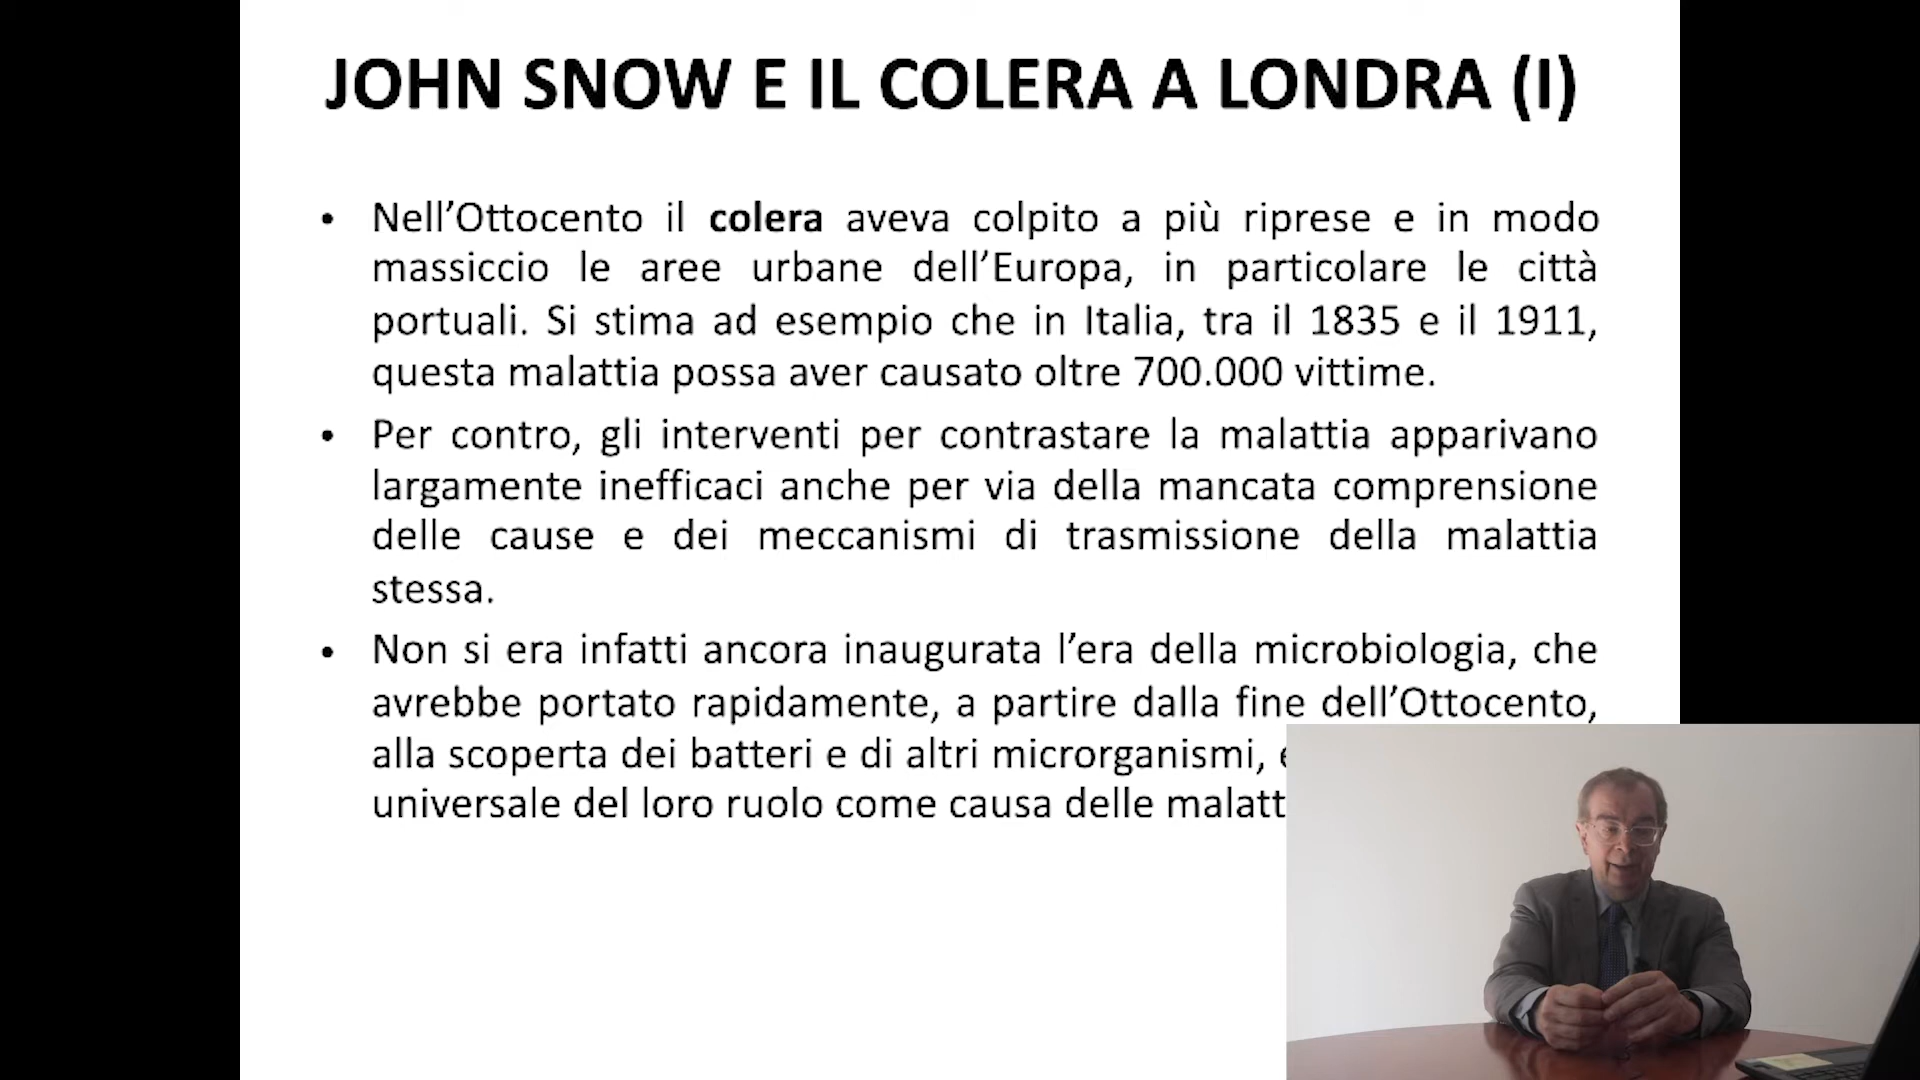 JOHN SNOW E IL COLERA A LONDRA (I)
• Nell’Ottocento il colera aveva colpito a più riprese e in modo
massiccio le aree urbane dell’Europa, in particolare le città
portuali. Si stima ad esempio che in Italia, tra il 1835 e il 1911,
questa malattia possa aver causato oltre 700.000 vittime.
• Per contro, gli interventi per contrastare la malattia apparivano
largamente inefficaci anche per via della mancata comprensione
delle cause e dei meccanismi di trasmissione della malattia
stessa.
• Non si era infatti ancora inaugurata l’era della microbiologia, che
avrebbe portato rapidamente, a partire dalla fine dell’Ottocento,
alla scoperta dei batteri e di altri microrganismi,
universale del loro ruolo come causa delle